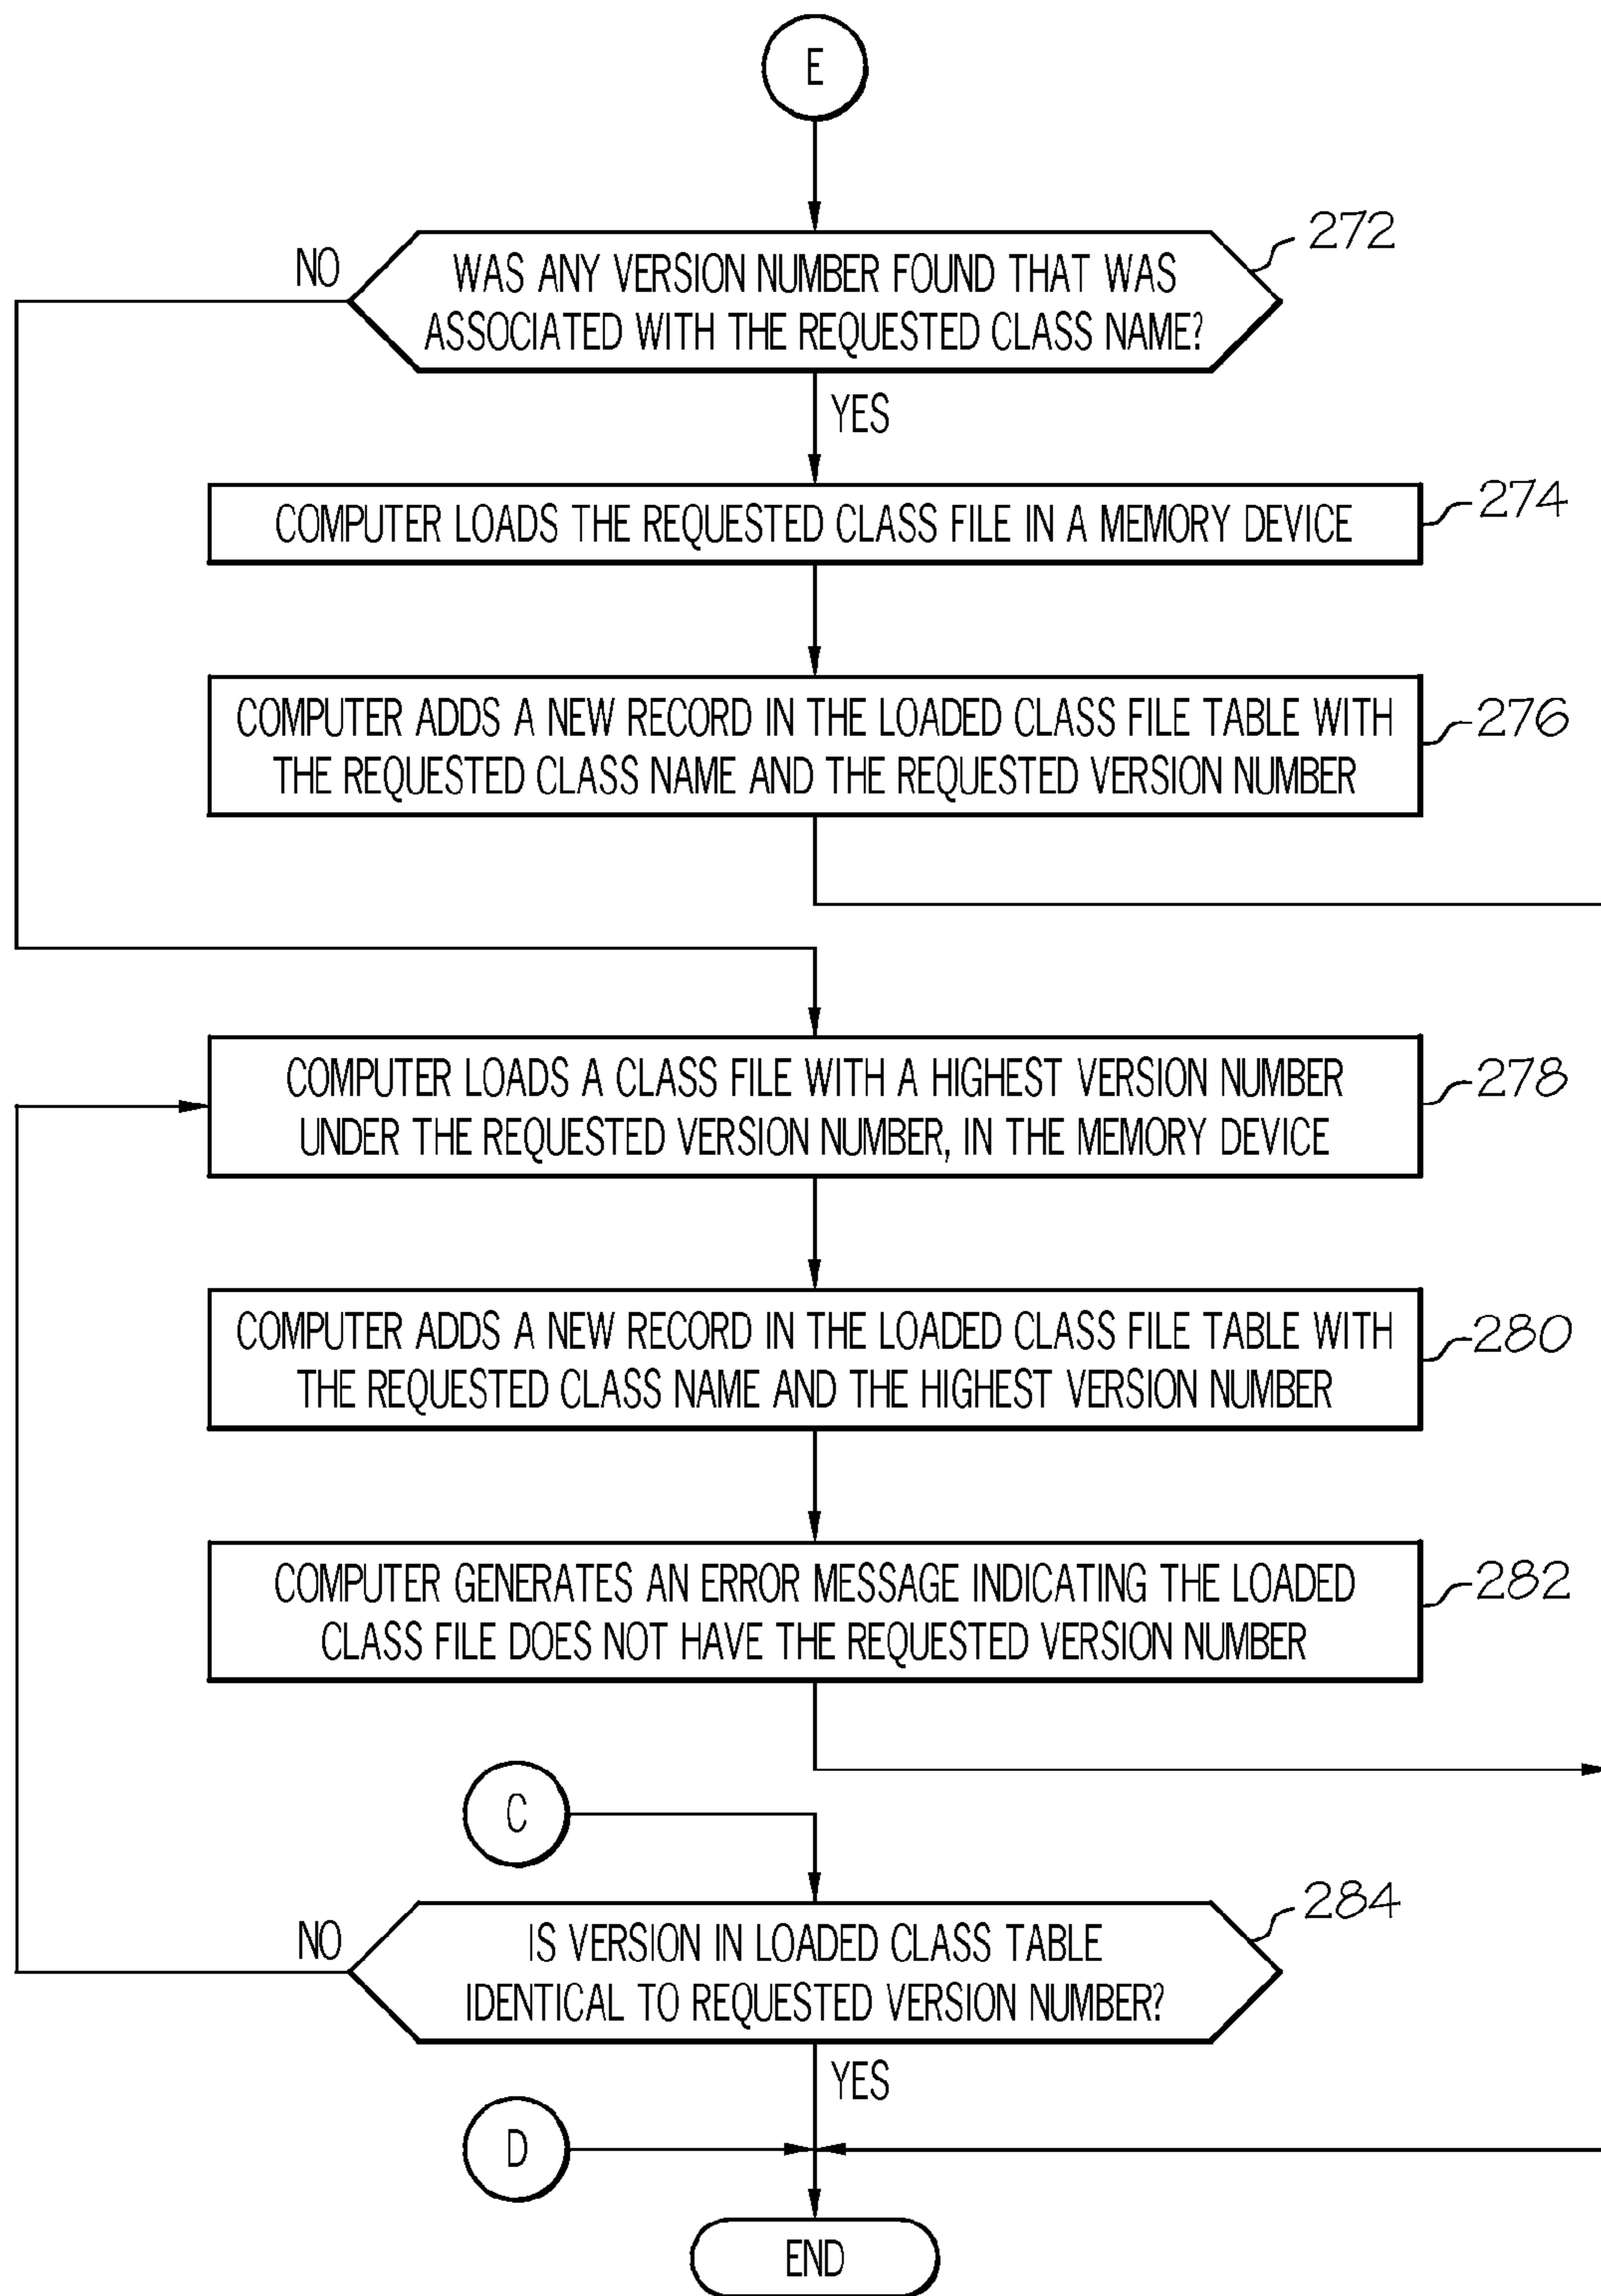 E
272
NO
WAS ANY VERSION NUMBER FOUND THAT WAS
ASSOCIATED WITH THE REQUESTED CLASS NAME?
YES
COMPUTER LOADS THE REQUESTED CLASS FILE IN A MEMORY DEVICE
274
COMPUTER ADDS A NEW RECORD IN THE LOADED CLASS FILE TABLE WITH
THE REQUESTED CLASS NAME AND THE REQUESTED VERSION NUMBER
276
COMPUTER LOADS A CLASS FILE WITH A HIGHEST VERSION NUMBER
UNDER THE REQUESTED VERSION NUMBER, IN THE MEMORY DEVICE
278
COMPUTER ADDS A NEW RECORD IN THE LOADED CLASS FILE TABLE WITH
THE REQUESTED CLASS NAME AND THE HIGHEST VERSION NUMBER
280
COMPUTER GENERATES AN ERROR MESSAGE INDICATING THE LOADED
CLASS FILE DOES NOT HAVE THE REQUESTED VERSION NUMBER
282
C
284
NO
IS VERSION IN LOADED CLASS TABLE
IDENTICAL TO REQUESTED VERSION NUMBER?
YES
D
END